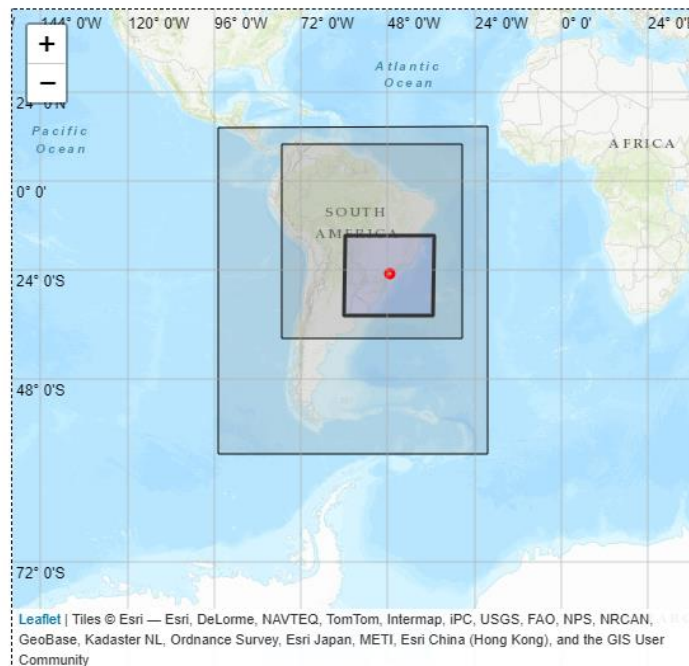 144° 0'W 120° 0'W 96° 0'W 72° 0'W 48° 0'W 24° 0'W 0° 0' 24° 0
+
−
24° 0'N
Atlantic
Ocean
Pacific
Ocean
AFRICA
0° 0'
SOUTH
AMERICA
24° 0'S
48° 0'S
72° 0'S
Leaflet | Tiles © Esri — Esri, DeLorme, NAVTEQ, TomTom, Intermap, iPC, USGS, FAO, NPS, NRCAN,
GeoBase, Kadaster NL, Ordnance Survey, Esri Japan, METI, Esri China (Hong Kong), and the GIS User
Community